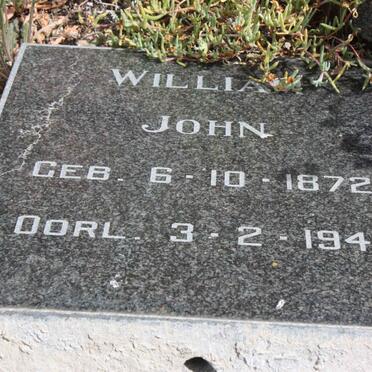 WILLIA
JOHN
GEB. 6 - 10 - 1872
OORL. 3 - 2 - 194